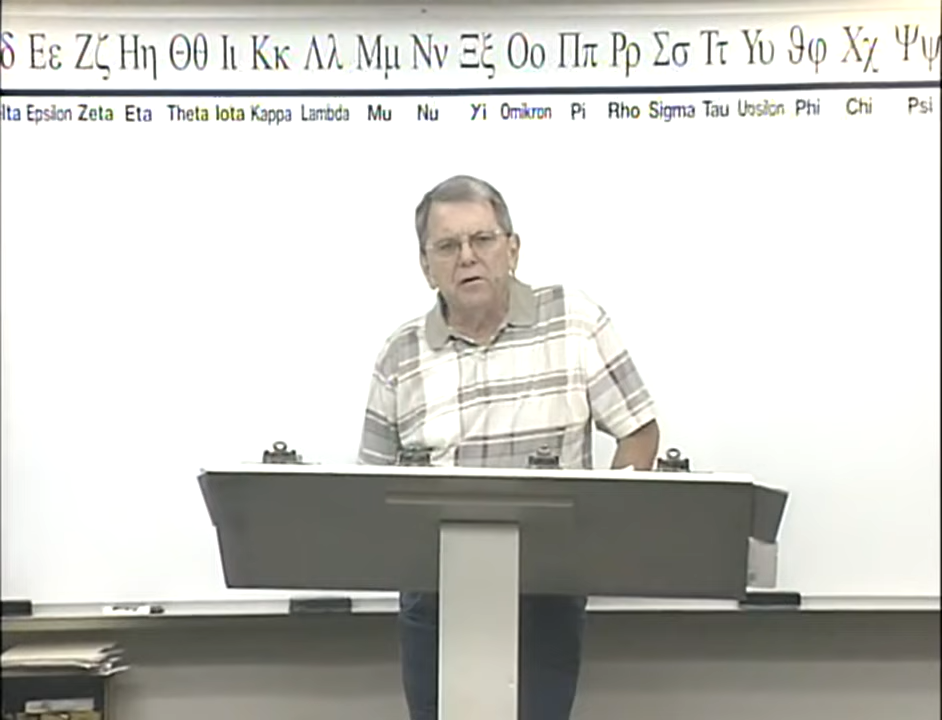 δ Εε Ζζ Ηη Θθ Ιι Κκ Λλ Μμ Νν Ξξ Οο Ππ Ρρ Σσ Ττ Υυ ϑφ Χχ Ψψ
lta Epsilon Zeta Eta Theta Iota Kappa Lambda Mu Nu Yi Omikron Pi Rho Sigma Tau Uosilon Phi Chi Psi